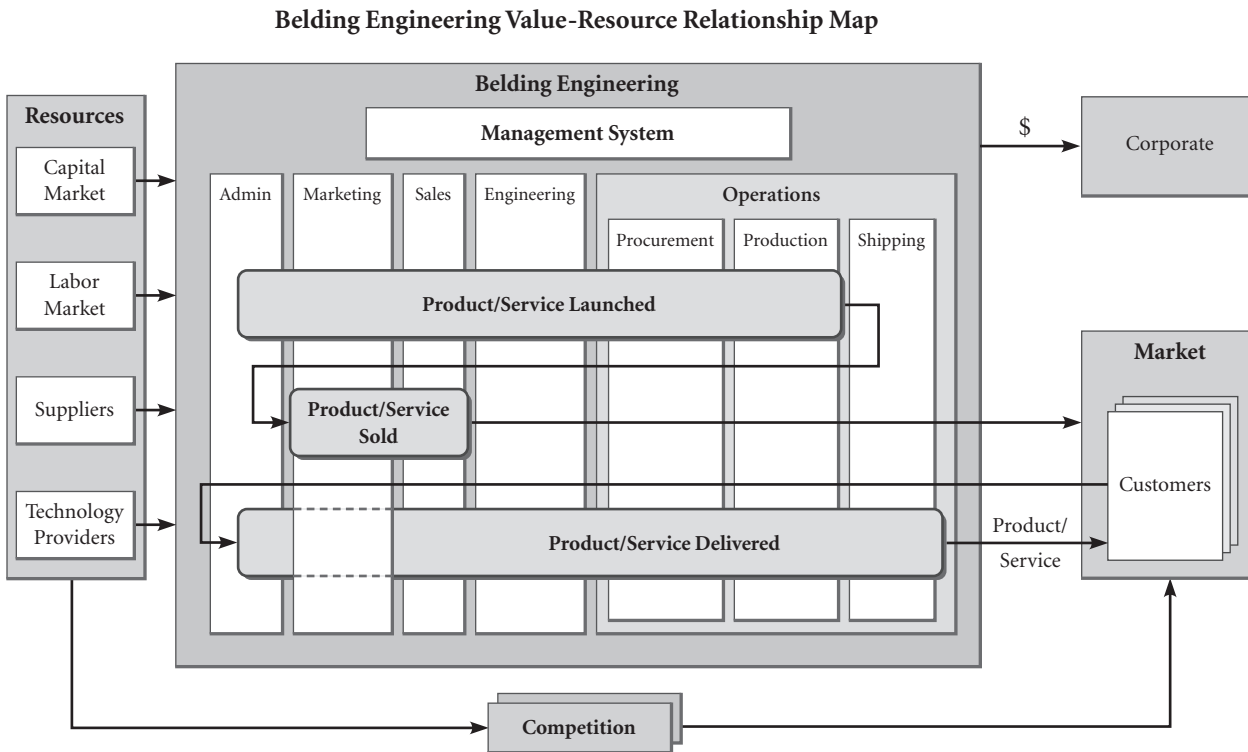 Belding Engineering Value-Resource Relationship Map
Belding Engineering
Resources
Management System
$
Corporate
Capital
Market
Admin
Marketing
Sales
Engineering
Operations
Procurement
Production
Shipping
Labor
Market
Product/Service Launched
Market
Suppliers
Product/Service
Sold
Customers
Technology
Providers
Product/Service Delivered
Product/
Service
Competition